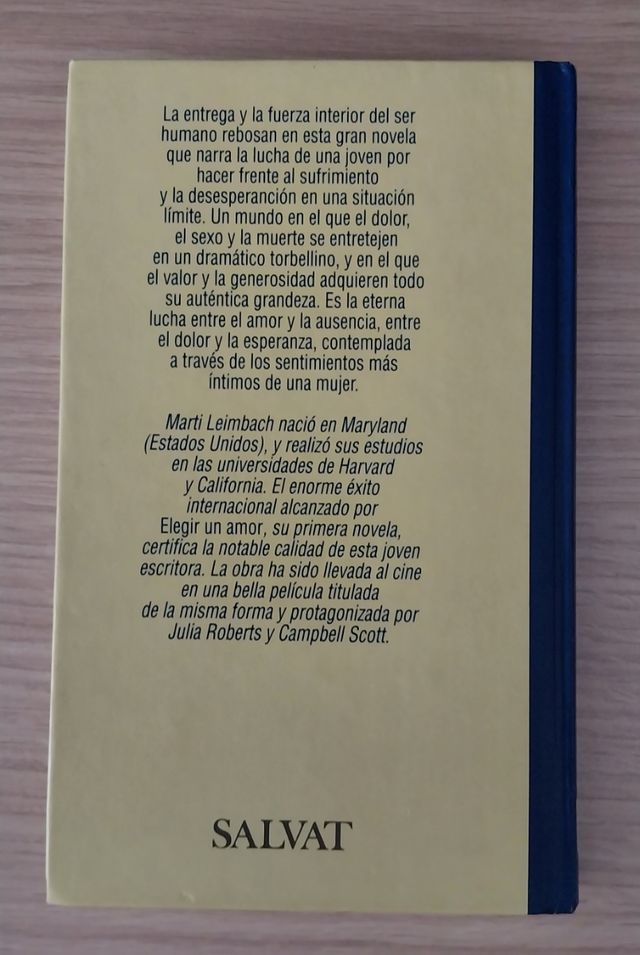 La entrega y la fuerza interior del ser
humano rebosan en esta gran novela
que narra la lucha de una joven por
hacer frente al sufrimiento
y la desesperanción en una situación
límite. Un mundo en el que el dolor,
el sexo y la muerte se entretejen
en un dramático torbellino, y en el que
el valor y la generosidad adquieren todo
su auténtica grandeza. Es la eterna
lucha entre el amor y la ausencia, entre
el dolor y la esperanza, contemplada
a través de los sentimientos más
íntimos de una mujer.
Marti Leimbach nació en Maryland
(Estados Unidos), y realizó sus estudios
en las universidades de Harvard
y California. El enorme éxito
internacional alcanzado por
Elegir un amor, su primera novela,
certifica la notable calidad de esta joven
escritora. La obra ha sido llevada al cine
en una bella película titulada
de la misma forma y protagonizada por
Julia Roberts y Campbell Scott.
SALVAT